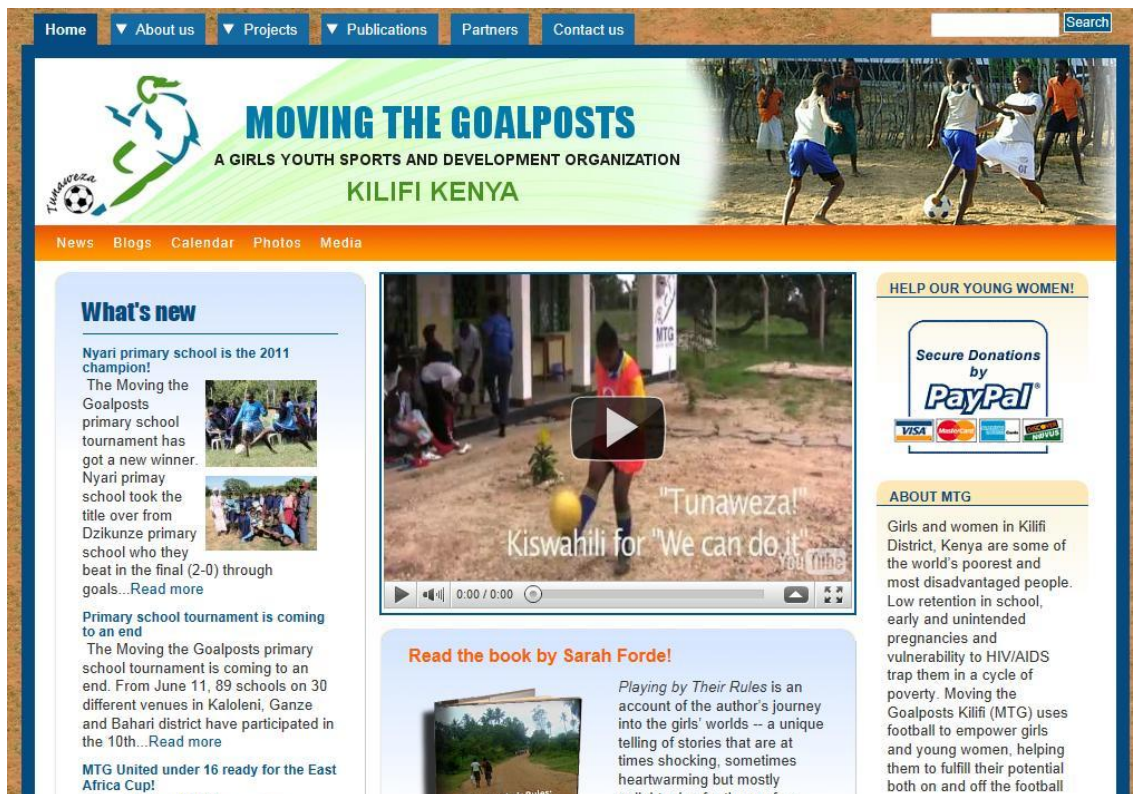 Home
▼ About us
▼ Projects
▼ Publications
Partners
Contact us
Search
Tunaweza
MOVING THE GOALPOSTS
A GIRLS YOUTH SPORTS AND DEVELOPMENT ORGANIZATION
KILIFI KENYA
News Blogs Calendar Photos Media
What's new
Nyari primary school is the 2011
champion!
The Moving the
Goalposts
primary school
tournament has
got a new winner.
Nyari primay
school took the
title over from
Dzikunze primary
school who they
beat in the final (2-0) through
goals...Read more
Primary school tournament is coming
to an end
The Moving the Goalposts primary
school tournament is coming to an
end. From June 11, 89 schools on 30
different venues in Kaloleni, Ganze
and Bahari district have participated in
the 10th...Read more
MTG United under 16 ready for the East
Africa Cup!
MTG
"Tunaweza!"
Kiswahili for "We can do it"
You Tube
0:00 / 0:00
Read the book by Sarah Forde!
Playing by Their Rules is an
account of the author's journey
into the girls' worlds -- a unique
telling of stories that are at
times shocking, sometimes
heartwarming but mostly
HELP OUR YOUNG WOMEN!
Secure Donations
by
PayPal®
VISA MasterCard DISCOVER NOVUS
ABOUT MTG
Girls and women in Kilifi
District, Kenya are some of
the world's poorest and
most disadvantaged people.
Low retention in school,
early and unintended
pregnancies and
vulnerability to HIV/AIDS
trap them in a cycle of
poverty. Moving the
Goalposts Kilifi (MTG) uses
football to empower girls
and young women, helping
them to fulfill their potential
both on and off the football